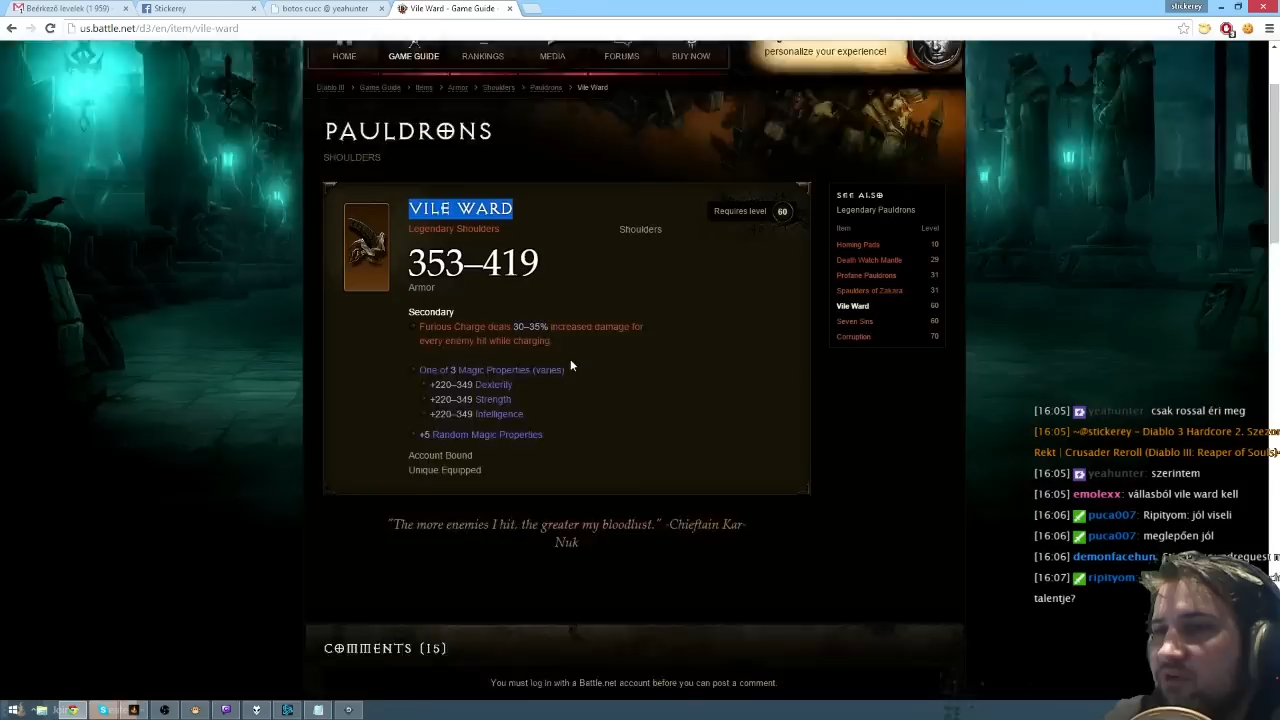 Beérkező levelek (1 959) -
Stickerey
botos cucc @ yeahunter
Vile Ward - Game Guide -
stickerey
us.battle.net/d3/en/item/vile-ward
HOME
GAME GUIDE
RANKINGS
MEDIA
FORUMS
BUY NOW
personalize your experience!
Diablo III
Game Guide
Items
Armor
Shoulders
Pauldrons
Vile Ward
PAULDRONS
SHOULDERS
VILE WARD
Legendary Shoulders
Shoulders
Requires level 60
353–419
Armor
Secondary
Furious Charge deals 30–35% increased damage for
every enemy hit while charging.
One of 3 Magic Properties (varies)
+220–349 Dexterity
+220–349 Strength
+220–349 Intelligence
+5 Random Magic Properties
Account Bound
Unique Equipped
"The more enemies I hit, the greater my bloodlust." -Chieftain Kar-
Nuk
SEE ALSO
Legendary Pauldrons
Item Level
Homing Pads 10
Death Watch Mantle 29
Profane Pauldrons 31
Spaulders of Zakara 31
Vile Ward 60
Seven Sins 60
Corruption 70
COMMENTS (15)
You must log in with a Battle.net account before you can post a comment.
[16:05] yeahunter: csak rossal éri meg
[16:05] ~@stickerey - Diablo 3 Hardcore 2. Szezon
Rekt | Crusader Reroll (Diablo III: Reaper of Souls)
[16:05] yeahunter: szerintem
[16:05] emolexx: vállasból vile ward kell
[16:06] puca007: Ripityom: jól viseli
[16:06] puca007: meglepően jól
[16:06] demonfacehun.
[16:07] ripityom
talentje?